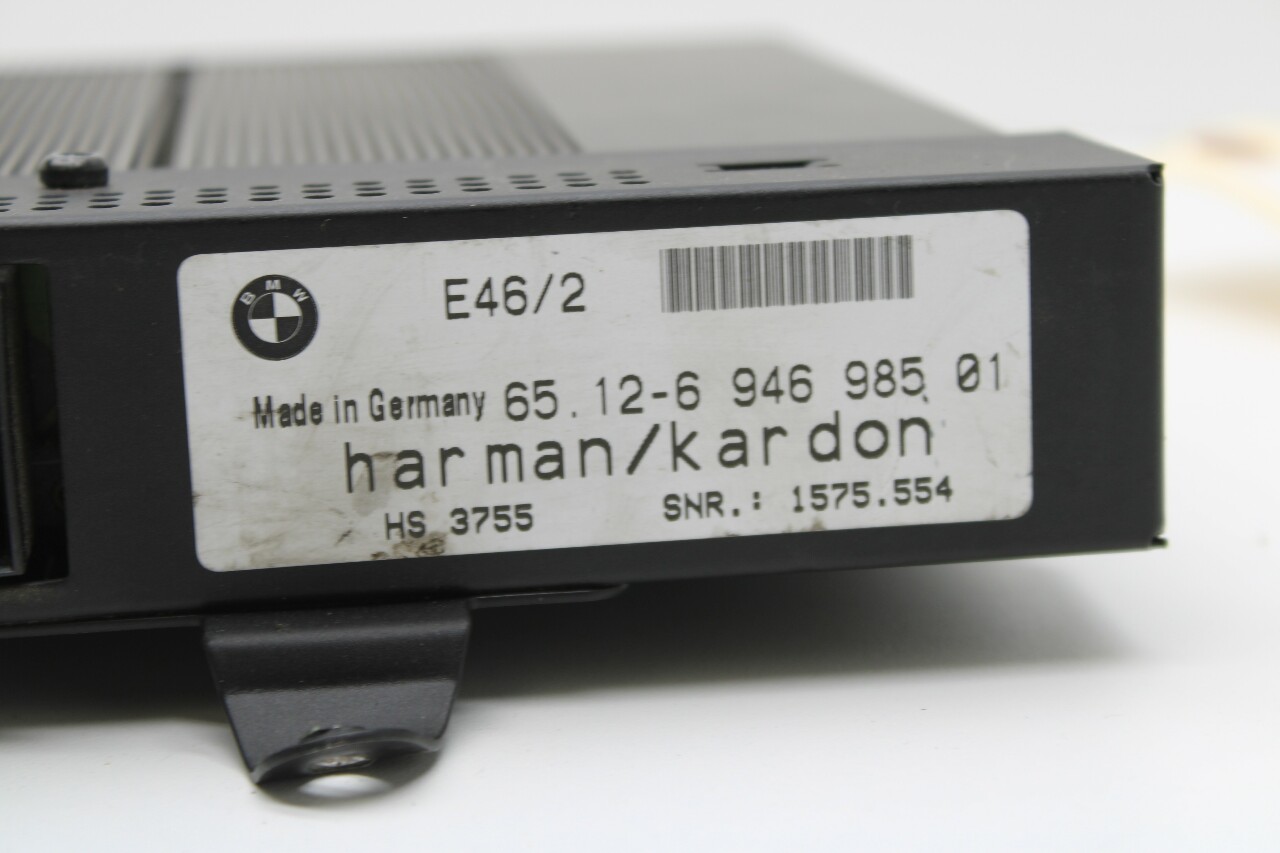 BMW
E46/2
Made in Germany 65.12-6 946 985 01
harman/kardon
HS 3755 SNR.: 1575.554